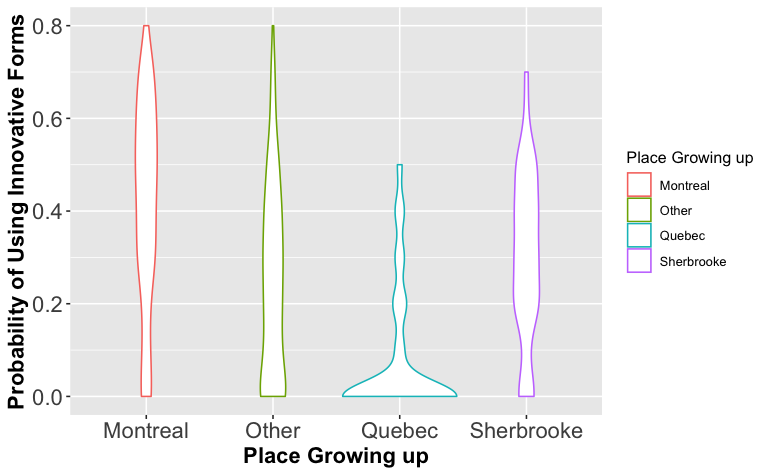 Probability of Using Innovative Forms
0.8
0.6
0.4
0.2
0.0
Montreal Other Quebec Sherbrooke
Place Growing up
Place Growing up
Montreal
Other
Quebec
Sherbrooke